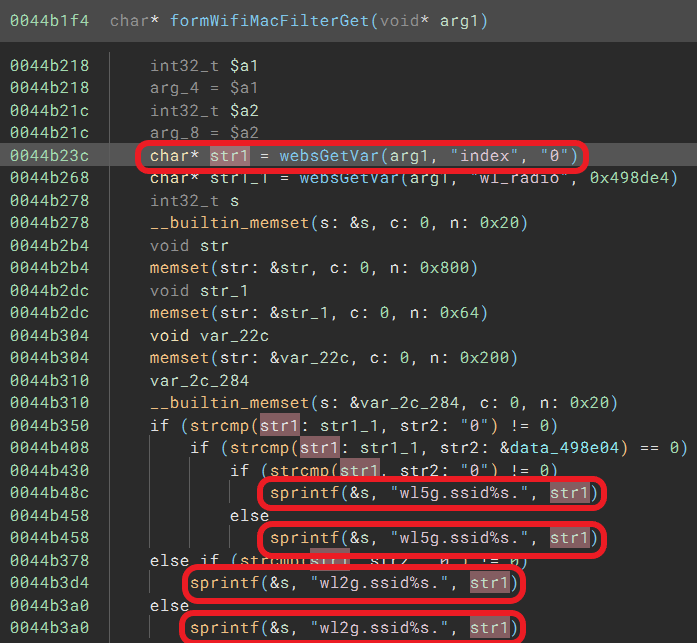 0044b1f4 char* formWifiMacFilterGet(void* arg1)
0044b218 int32_t $a1
0044b218 arg_4 = $a1
0044b21c int32_t $a2
0044b21c arg_8 = $a2
0044b23c char* str1 = websGetVar(arg1, "index", "0")
0044b268 char* str1_1 = websGetVar(arg1, "wl_radio", 0x498de4)
0044b278 int32_t s
0044b278 __builtin_memset(s: &s, c: 0, n: 0x20)
0044b2b4 void str
0044b2b4 memset(str: &str, c: 0, n: 0x800)
0044b2dc void str_1
0044b2dc memset(str: &str_1, c: 0, n: 0x64)
0044b304 void var_22c
0044b304 memset(str: &var_22c, c: 0, n: 0x200)
0044b310 var_2c_284
0044b310 __builtin_memset(s: &var_2c_284, c: 0, n: 0x20)
0044b350 if (strcmp(str1: str1_1, str2: "0") != 0)
0044b408 if (strcmp(str1: str1_1, str2: &data_498e04) == 0)
0044b430 if (strcmp(str1, str2: "0") != 0)
0044b48c sprintf(&s, "wl5g.ssid%s.", str1)
0044b458 else
0044b458 sprintf(&s, "wl5g.ssid%s.", str1)
0044b378 else if (strcmp(str1, str2: "0") != 0)
0044b3d4 sprintf(&s, "wl2g.ssid%s.", str1)
0044b3a0 else
0044b3a0 sprintf(&s, "wl2g.ssid%s.", str1)